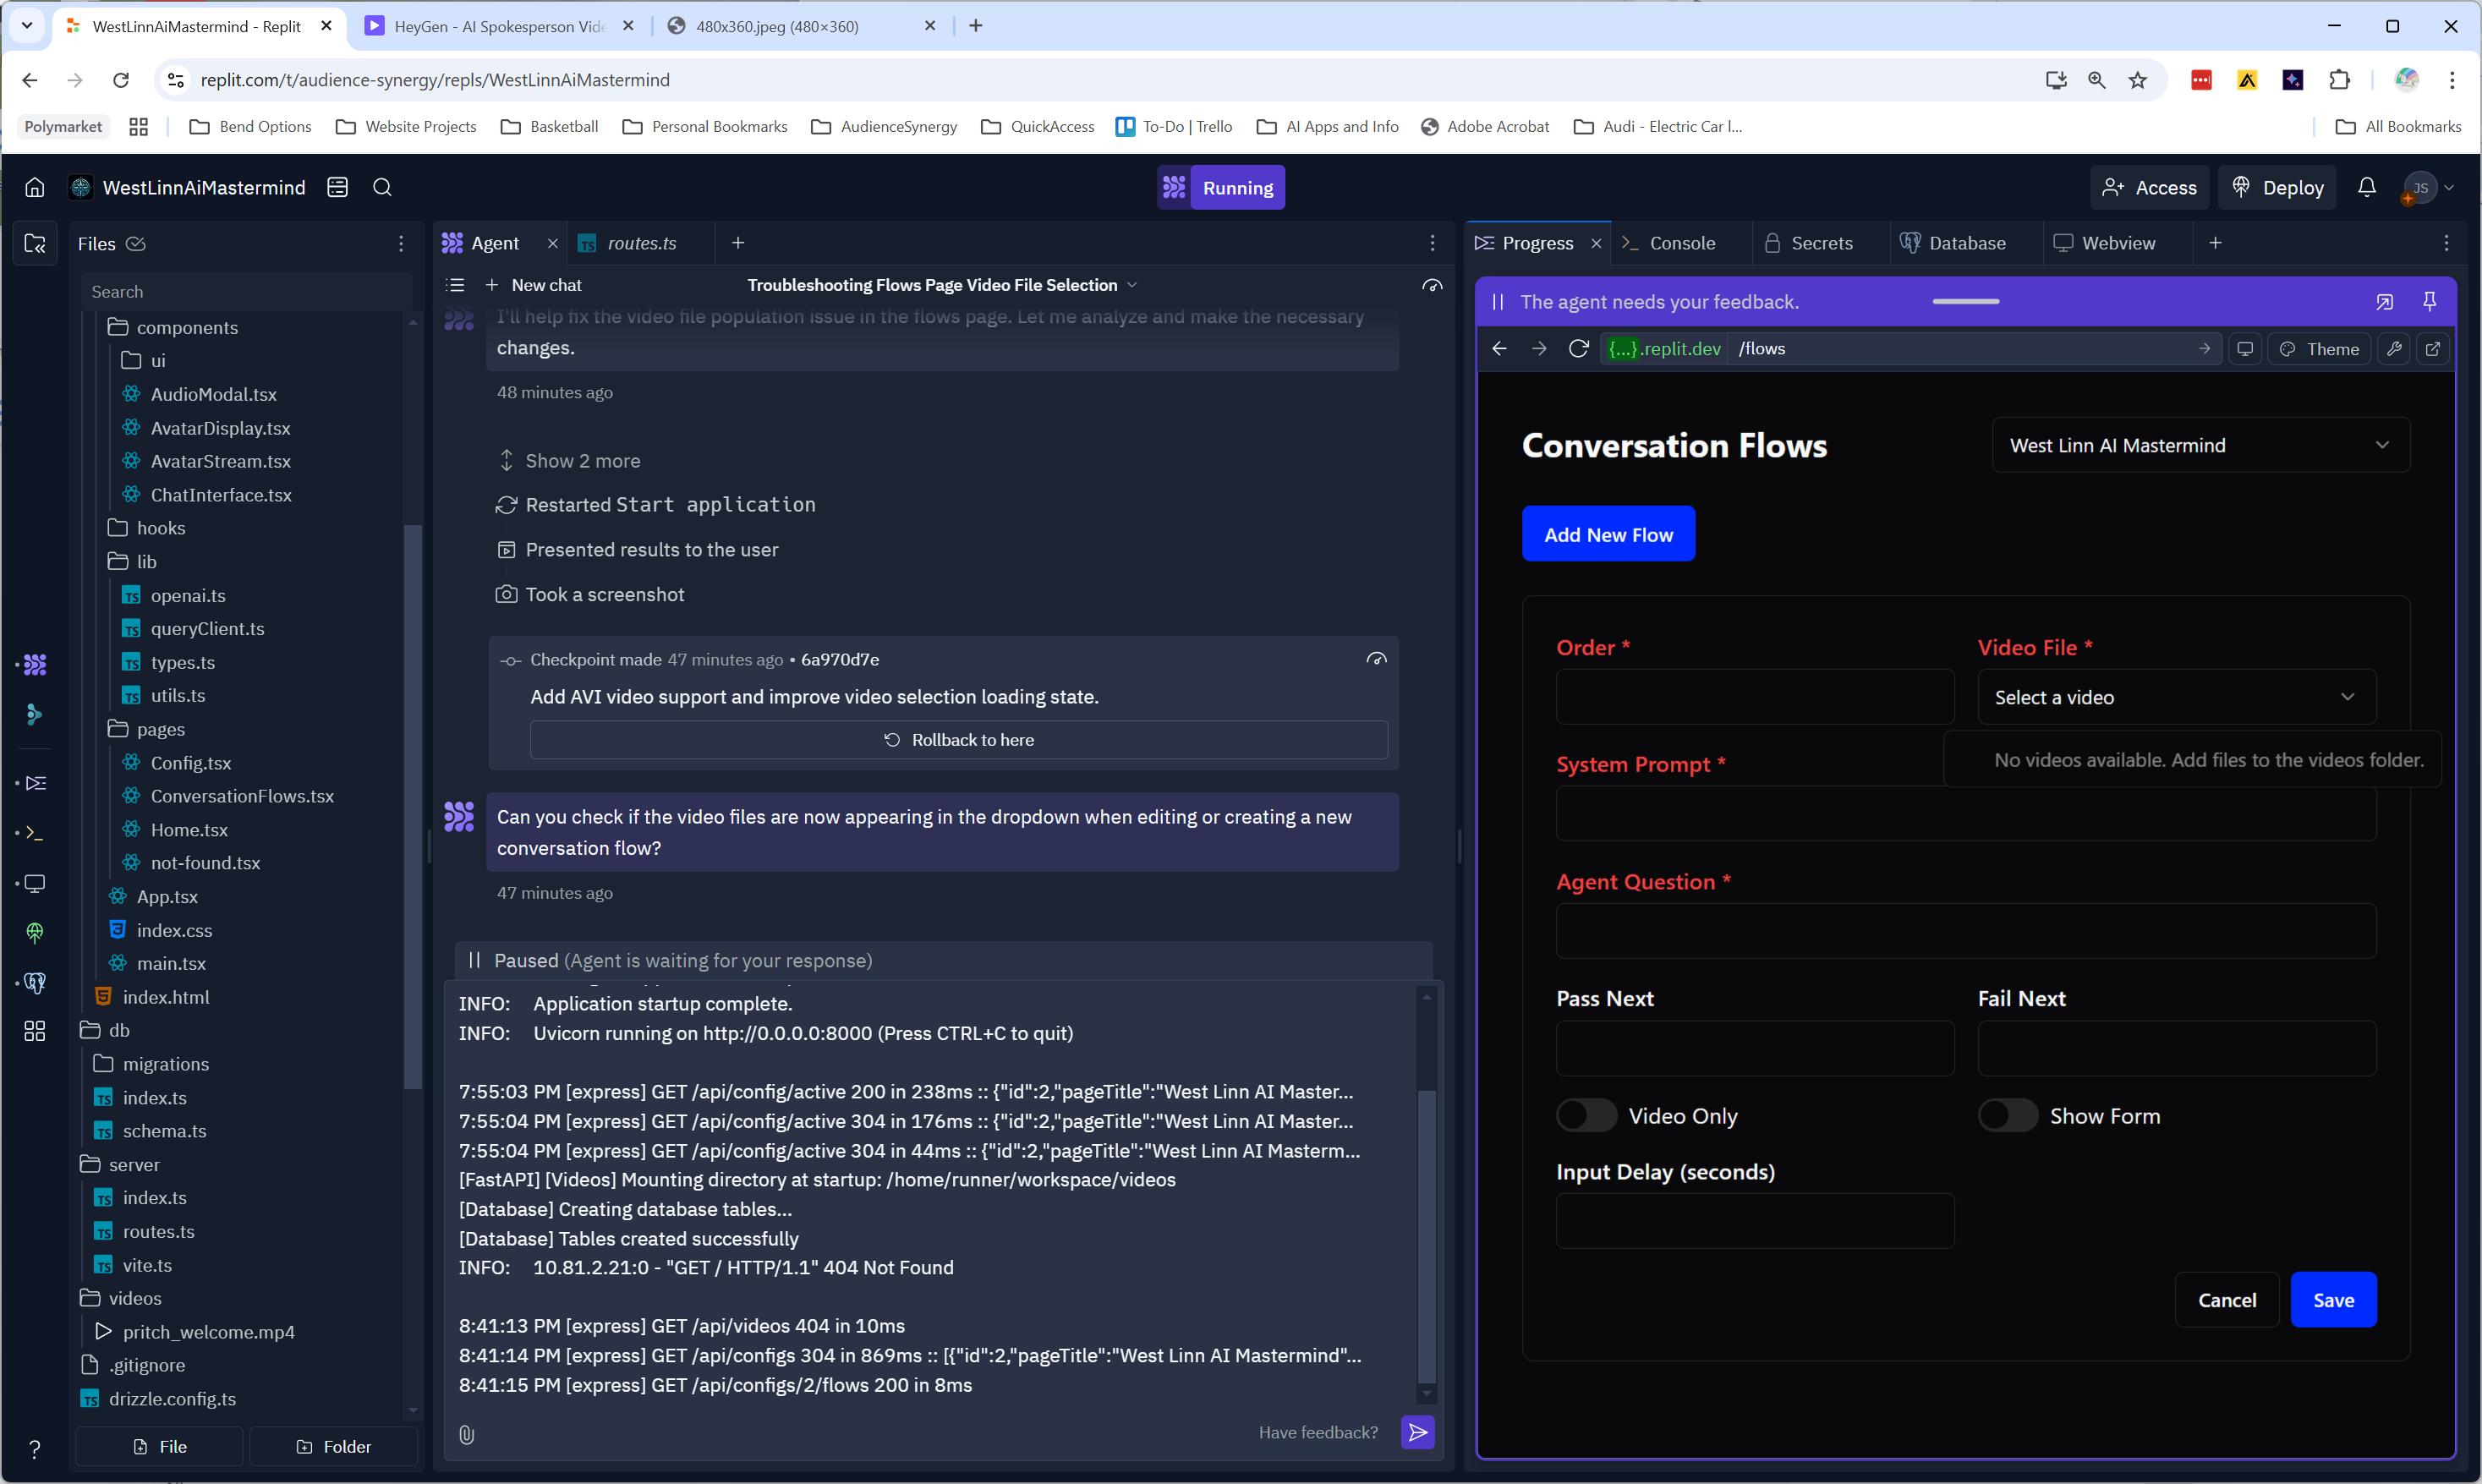 WestLinnAiMastermind - Replit
HeyGen - AI Spokesperson Vide
480x360.jpeg (480×360)
replit.com/t/audience-synergy/repls/WestLinnAiMastermind
Polymarket
Bend Options
Website Projects
Basketball
Personal Bookmarks
AudienceSynergy
QuickAccess
To-Do | Trello
AI Apps and Info
Adobe Acrobat
Audi - Electric Car l...
All Bookmarks
WestLinnAiMastermind
Running
Access
Deploy
JS
Files
Search
components
ui
AudioModal.tsx
AvatarDisplay.tsx
AvatarStream.tsx
ChatInterface.tsx
hooks
lib
TS openai.ts
TS queryClient.ts
TS types.ts
TS utils.ts
pages
Config.tsx
ConversationFlows.tsx
Home.tsx
not-found.tsx
App.tsx
index.css
main.tsx
index.html
db
migrations
TS index.ts
TS schema.ts
server
TS index.ts
TS routes.ts
TS vite.ts
videos
pritch_welcome.mp4
.gitignore
TS drizzle.config.ts
File
Folder
Agent
TS routes.ts
New chat
Troubleshooting Flows Page Video File Selection
I'll help fix the video file population issue in the flows page. Let me analyze and make the necessary
changes.
48 minutes ago
Show 2 more
Restarted Start application
Presented results to the user
Took a screenshot
Checkpoint made 47 minutes ago • 6a970d7e
Add AVI video support and improve video selection loading state.
Rollback to here
Can you check if the video files are now appearing in the dropdown when editing or creating a new
conversation flow?
47 minutes ago
Paused (Agent is waiting for your response)
INFO: Application startup complete.
INFO: Uvicorn running on http://0.0.0.0:8000 (Press CTRL+C to quit)
7:55:03 PM [express] GET /api/config/active 200 in 238ms :: {"id":2,"pageTitle":"West Linn AI Master...
7:55:04 PM [express] GET /api/config/active 304 in 176ms :: {"id":2,"pageTitle":"West Linn AI Master...
7:55:04 PM [express] GET /api/config/active 304 in 44ms :: {"id":2,"pageTitle":"West Linn AI Masterm...
[FastAPI] [Videos] Mounting directory at startup: /home/runner/workspace/videos
[Database] Creating database tables...
[Database] Tables created successfully
INFO: 10.81.2.21:0 - "GET / HTTP/1.1" 404 Not Found
8:41:13 PM [express] GET /api/videos 404 in 10ms
8:41:14 PM [express] GET /api/configs 304 in 869ms :: [{"id":2,"pageTitle":"West Linn AI Mastermind"...
8:41:15 PM [express] GET /api/configs/2/flows 200 in 8ms
Have feedback?
Progress
Console
Secrets
Database
Webview
The agent needs your feedback.
{...}.replit.dev /flows
Theme
Conversation Flows
West Linn AI Mastermind
Add New Flow
Order *
Video File *
Select a video
No videos available. Add files to the videos folder.
System Prompt *
Agent Question *
Pass Next
Fail Next
Video Only
Show Form
Input Delay (seconds)
Cancel
Save